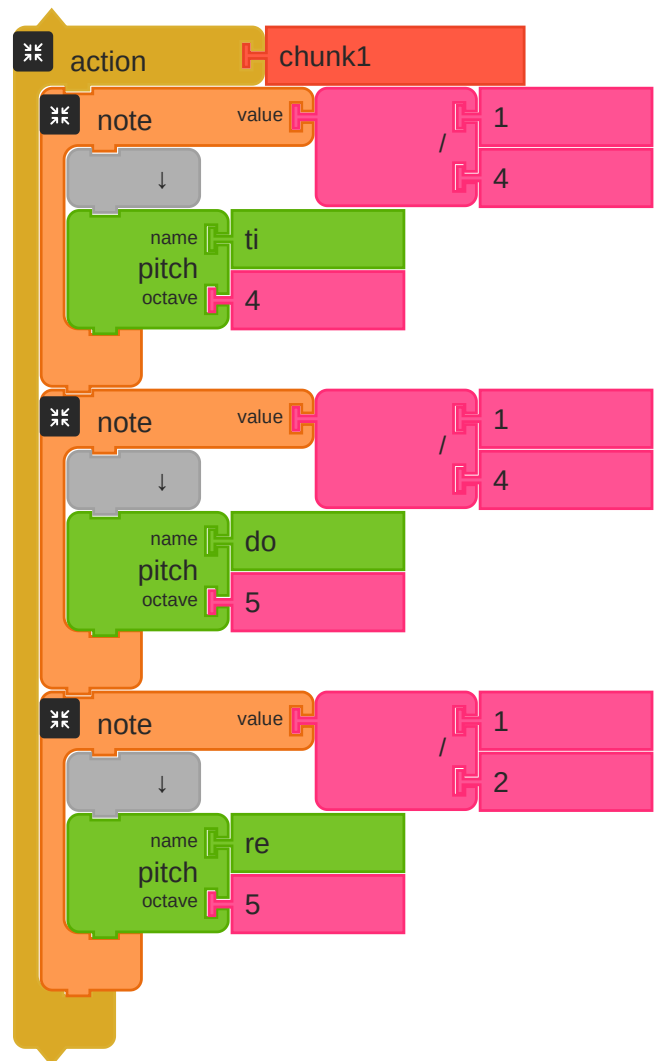 action chunk1
note value / 1
4
↓
name ti
pitch
octave 4
note value / 1
4
↓
name do
pitch
octave 5
note value / 1
2
↓
name re
pitch
octave 5